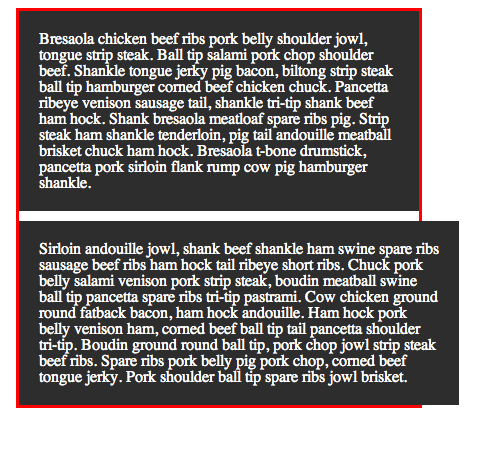 Bresaola chicken beef ribs pork belly shoulder jowl,
tongue strip steak. Ball tip salami pork chop shoulder
beef. Shankle tongue jerky pig bacon, biltong strip steak
ball tip hamburger corned beef chicken chuck. Pancetta
ribeye venison sausage tail, shankle tri-tip shank beef
ham hock. Shank bresaola meatloaf spare ribs pig. Strip
steak ham shankle tenderloin, pig tail andouille meatball
brisket chuck ham hock. Bresaola t-bone drumstick,
pancetta pork sirloin flank rump cow pig hamburger
shankle.
Sirloin andouille jowl, shank beef shankle ham swine spare ribs
sausage beef ribs ham hock tail ribeye short ribs. Chuck pork
belly salami venison pork strip steak, boudin meatball swine
ball tip pancetta spare ribs tri-tip pastrami. Cow chicken ground
round fatback bacon, ham hock andouille. Ham hock pork
belly venison ham, corned beef ball tip tail pancetta shoulder
tri-tip. Boudin ground round ball tip, pork chop jowl strip steak
beef ribs. Spare ribs pork belly pig pork chop, corned beef
tongue jerky. Pork shoulder ball tip spare ribs jowl brisket.